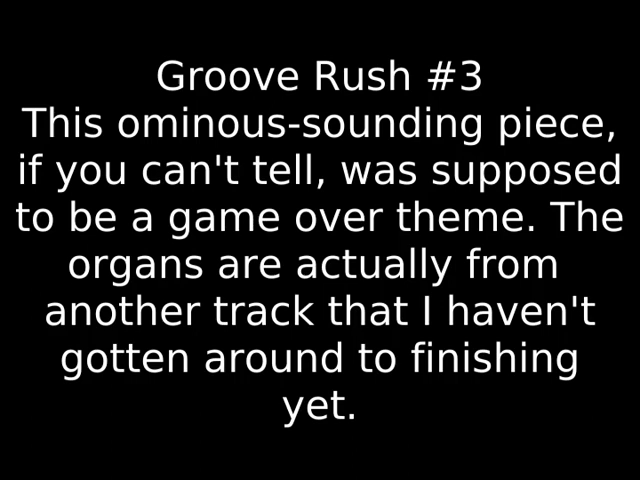 Groove Rush #3
This ominous-sounding piece,
if you can't tell, was supposed
to be a game over theme. The
organs are actually from
another track that I haven't
gotten around to finishing
yet.